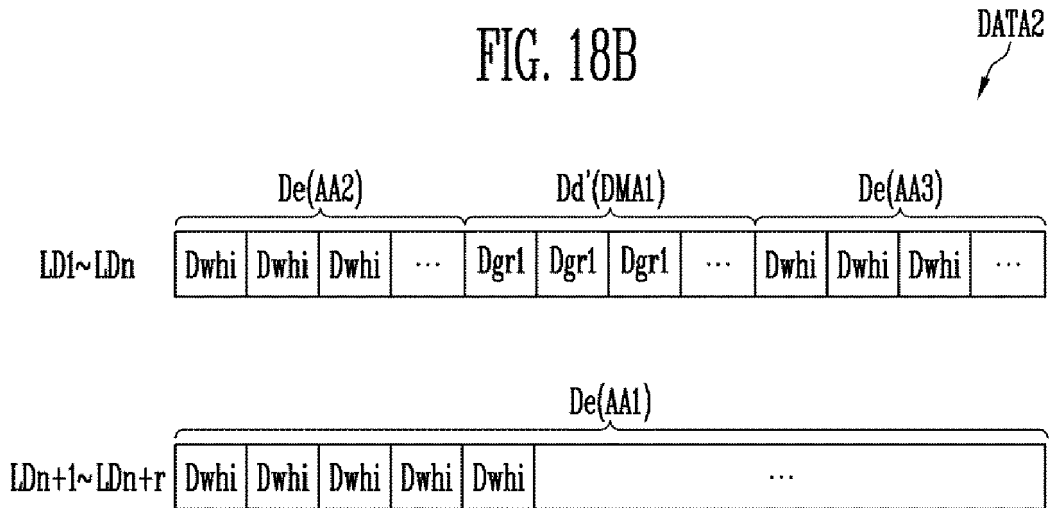 FIG. 18B
DATA2
De(AA2) Dd'(DMA1) De(AA3)
LD1~LDn Dwhi Dwhi Dwhi ... Dgr1 Dgr1 Dgr1 ... Dwhi Dwhi Dwhi ...
De(AA1)
LDn+1~LDn+r Dwhi Dwhi Dwhi Dwhi Dwhi ...